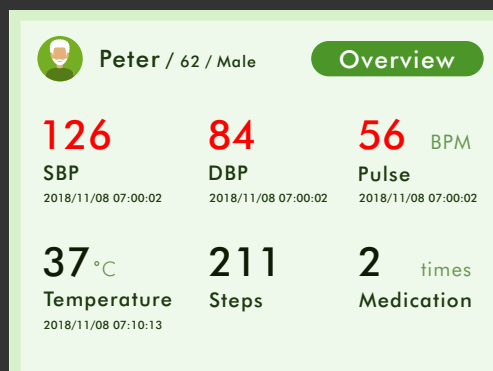 Peter / 62 / Male
Overview
126 84 56 BPM
SBP DBP Pulse
2018/11/08 07:00:02 2018/11/08 07:00:02 2018/11/08 07:00:02
37 °C 211 2 times
Temperature Steps Medication
2018/11/08 07:10:13